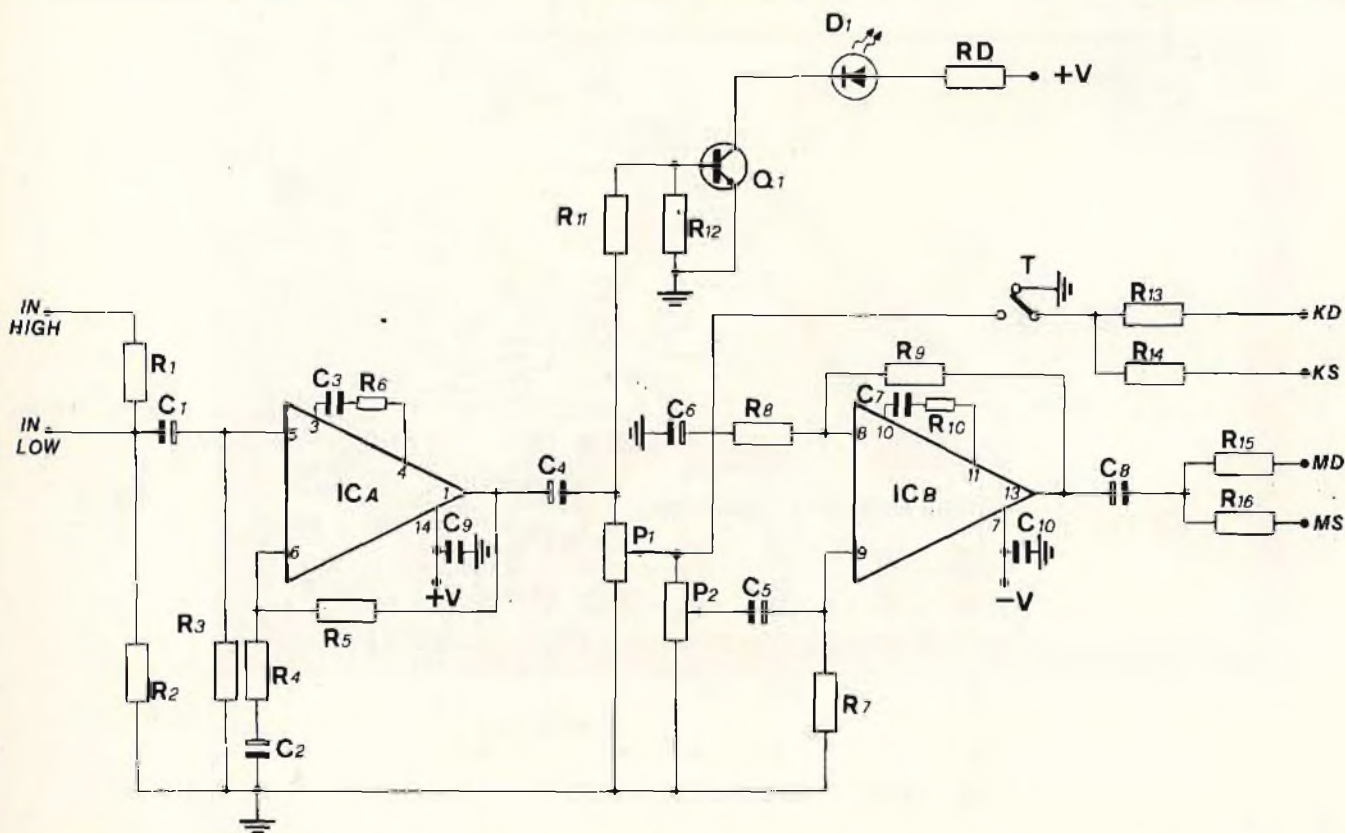 D1
RD
+V
Q1
R11
R12
T
R13
KD
IN
HIGH
R1
R9
R14
KS
C3
R6
C7
C1
C6
R8
R10
IN
LOW
5
3
4
8
10
11
R15
MD
C4
ICA
1
ICB
13
C8
R16
MS
14
C9
P1
7
C10
6
9
+V
P2
C5
-V
R5
R3
R4
R2
R7
C2